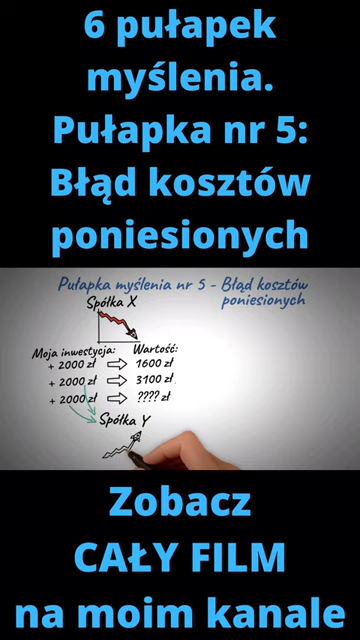 6 pułapek
myślenia.
Pułapka nr 5:
Błąd kosztów
poniesionych
Pułapka myślenia nr 5 - Błąd kosztów
poniesionych
Spółka X
Moja inwestycja: Wartość:
+ 2000 zł 1600 zł
+ 2000 zł 3100 zł
+ 2000 zł ???? zł
Spółka Y
Zobacz
CAŁY FILM
na moim kanale